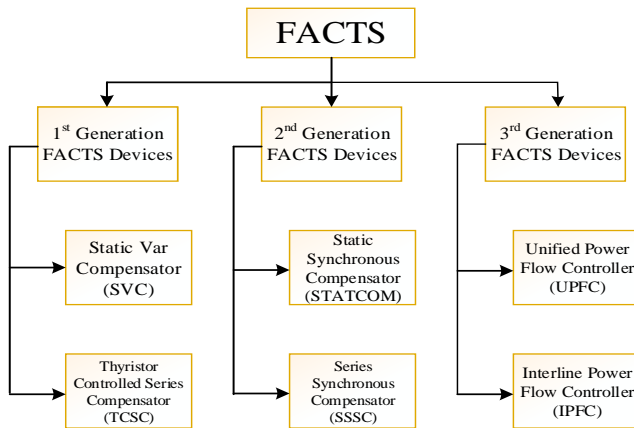 FACTS
1st Generation
FACTS Devices
2nd Generation
FACTS Devices
3rd Generation
FACTS Devices
Static Var
Compensator
(SVC)
Static
Synchronous
Compensator
(STATCOM)
Unified Power
Flow Controller
(UPFC)
Thyristor
Controlled Series
Compensator
(TCSC)
Series
Synchronous
Compensator
(SSSC)
Interline Power
Flow Controller
(IPFC)